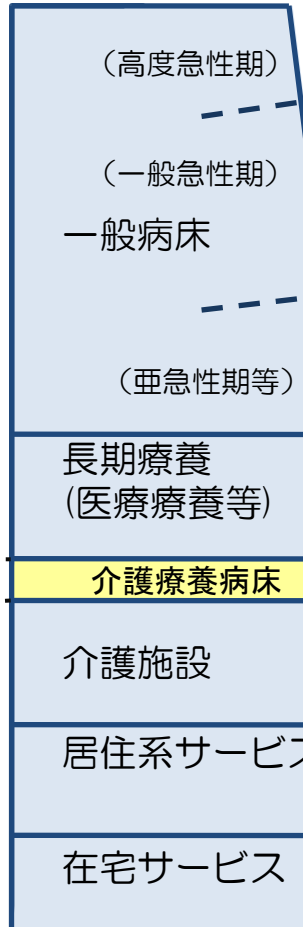 （高度急性期）
（一般急性期）
一般病床
（亜急性期等）
長期療養
(医療療養等)
介護療養病床
介護施設
居住系サービス
在宅サービス